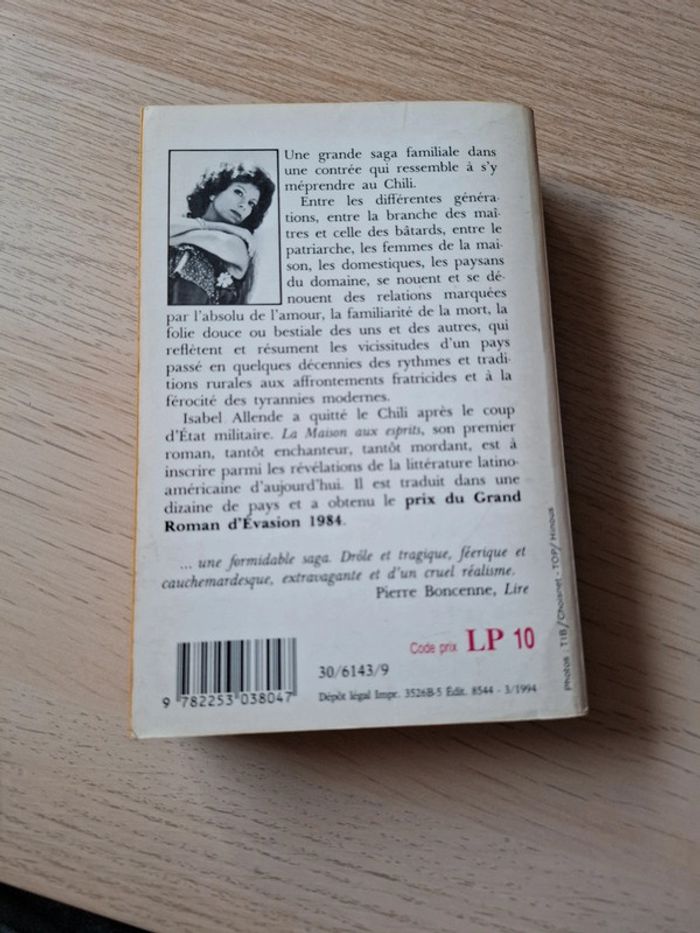 Une grande saga familiale dans
une contrée qui ressemble à s'y
méprendre au Chili.
Entre les différentes généra-
tions, entre la branche des maî-
tres et celle des bâtards, entre le
patriarche, les femmes de la mai-
son, les domestiques, les paysans
du domaine, se nouent et se dé-
nouent des relations marquées
par l'absolu de l'amour, la familiarité de la mort, la
folie douce ou bestiale des uns et des autres, qui
reflètent et résument les vicissitudes d'un pays
passé en quelques décennies des rythmes et tradi-
tions rurales aux affrontements fratricides et à la
férocité des tyrannies modernes.
Isabel Allende a quitté le Chili après le coup
d'État militaire. La Maison aux esprits, son premier
roman, tantôt enchanteur, tantôt mordant, est à
inscrire parmi les révélations de la littérature latino-
américaine d'aujourd'hui. Il est traduit dans une
dizaine de pays et a obtenu le prix du Grand
Roman d'Évasion 1984.
... une formidable saga. Drôle et tragique, féerique et
cauchemardesque, extravagante et d'un cruel réalisme.
Pierre Boncenne, Lire
Code prix LP 10
30/6143/9
9 782253 038047
Dépôt légal Impr. 3526B-5 Édit. 8544 - 3/1994
Photos : TIB/Choisnet - TOP/Hinous